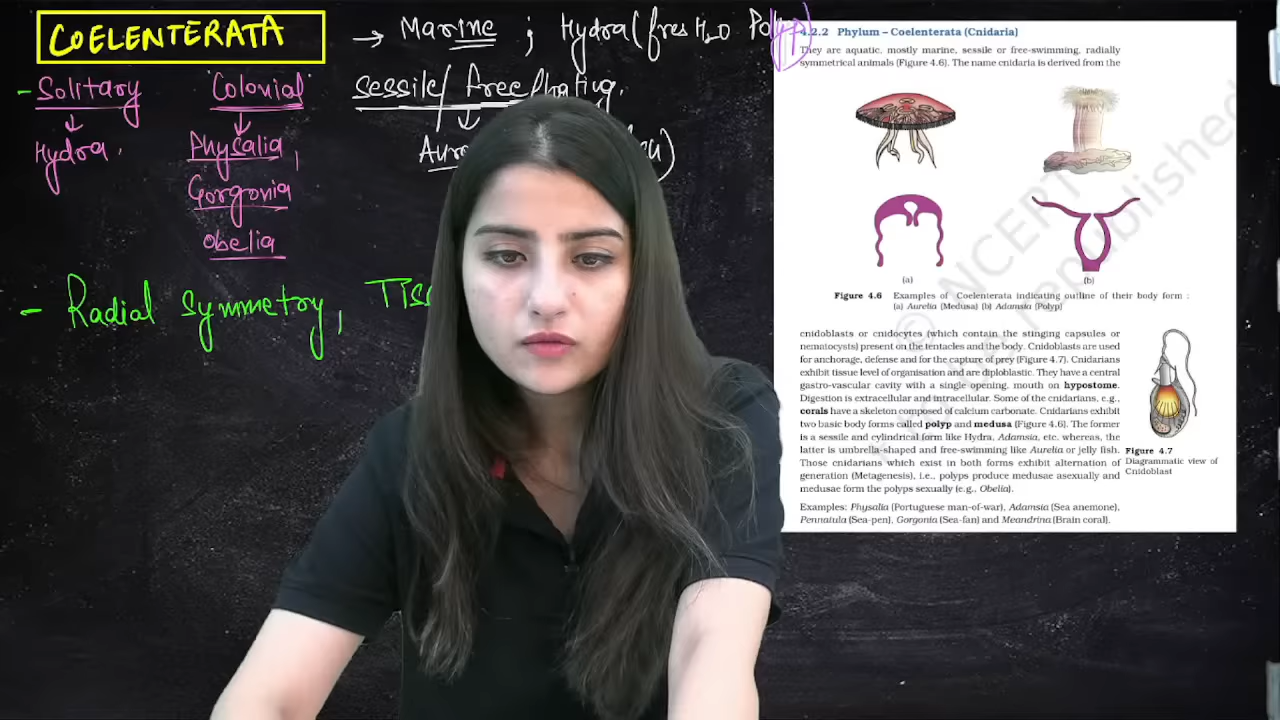 COELENTERATA
→ Marine ; Hydra (fres H2O Polyp)
- Solitary
Hydra.
Colonial
Physalia,
Gorgonia
Obelia
sessile/ freefloating.
- Radial symmetry,
4.2.2 Phylum – Coelenterata (Cnidaria)
They are aquatic, mostly marine, sessile or free-swimming, radially
symmetrical animals (Figure 4.6). The name cnidaria is derived from the
(a)
(b)
Figure 4.6 Examples of Coelenterata indicating outline of their body form :
(a) Aurelia (Medusa) (b) Adamsia (Polyp)
cnidoblasts or cnidocytes (which contain the stinging capsules or
nematocysts) present on the tentacles and the body. Cnidoblasts are used
for anchorage, defense and for the capture of prey (Figure 4.7). Cnidarians
exhibit tissue level of organisation and are diploblastic. They have a central
gastro-vascular cavity with a single opening, mouth on hypostome.
Digestion is extracellular and intracellular. Some of the cnidarians, e.g.,
corals have a skeleton composed of calcium carbonate. Cnidarians exhibit
two basic body forms called polyp and medusa (Figure 4.6). The former
is a sessile and cylindrical form like Hydra, Adamsia, etc. whereas, the
latter is umbrella-shaped and free-swimming like Aurelia or jelly fish.
Those cnidarians which exist in both forms exhibit alternation of
generation (Metagenesis), i.e., polyps produce medusae asexually and
medusae form the polyps sexually (e.g., Obelia).
Figure 4.7
Diagrammatic view of
Cnidoblast
Examples: Physalia (Portuguese man-of-war), Adamsia (Sea anemone),
Pennatula (Sea-pen), Gorgonia (Sea-fan) and Meandrina (Brain coral).
© NCERT